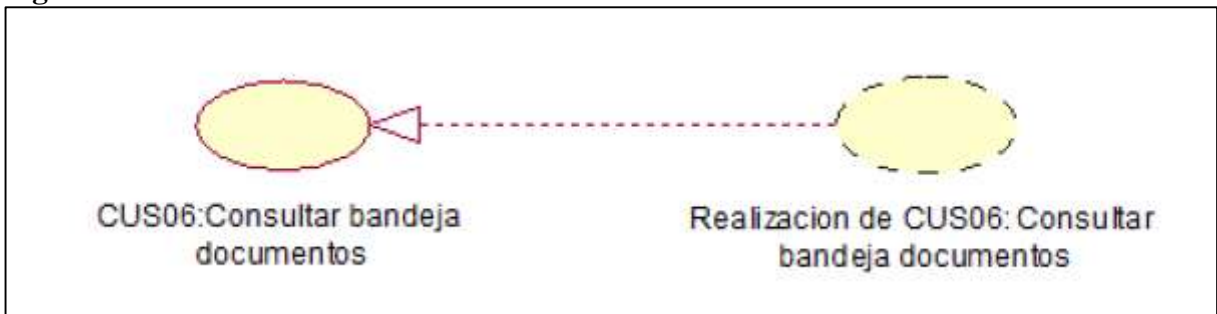 CUS06:Consultar bandeja
documentos
Realizacion de CUS06: Consultar
bandeja documentos